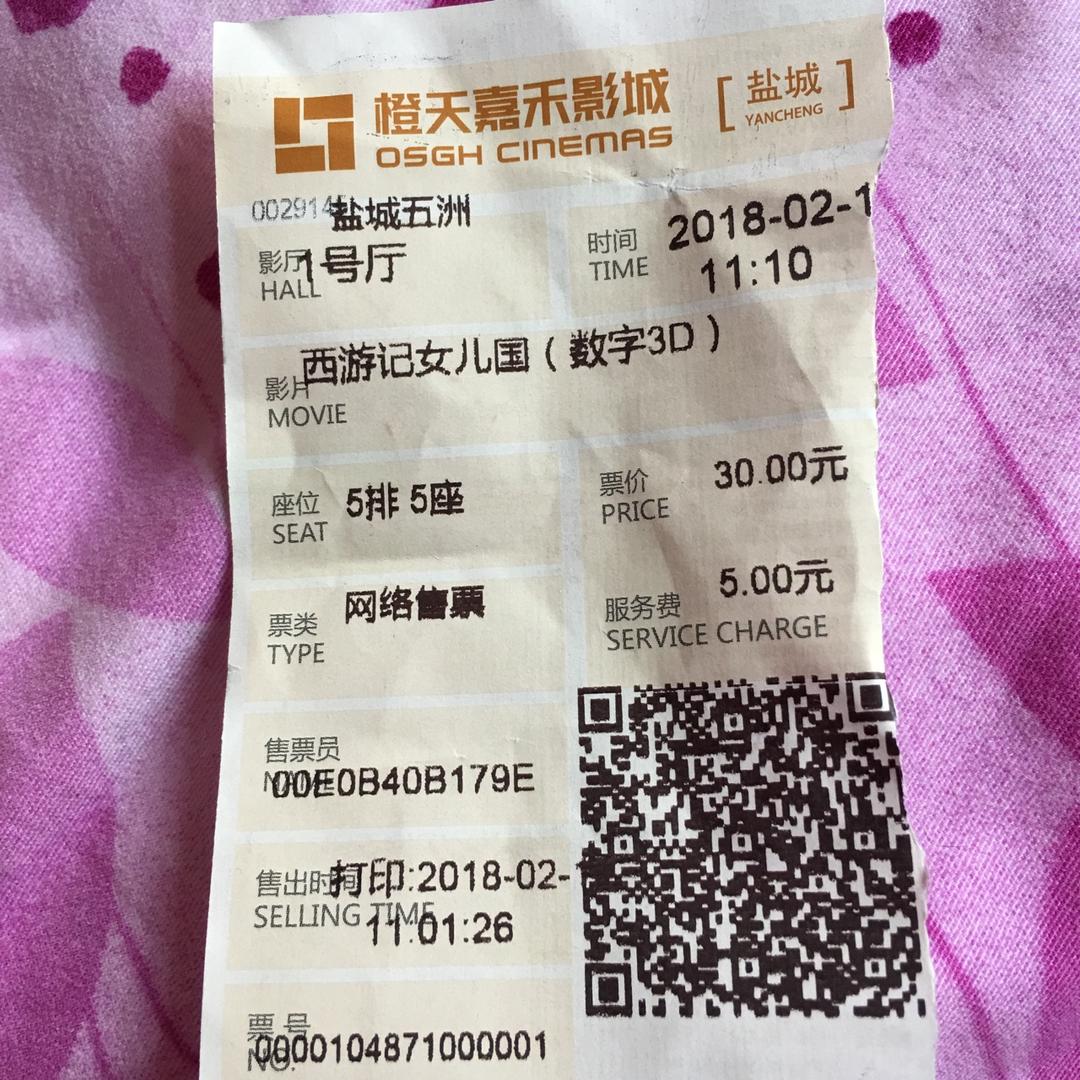 橙天嘉禾影城
OSGH CINEMAS
[盐城]
YANCHENG
002914
盐城五洲
影厅
HALL
1号厅
时间
TIME
2018-02-1
11:10
影片
MOVIE
西游记女儿国（数字3D）
座位
SEAT
5排 5座
票价
PRICE
30.00元
票类
TYPE
网络售票
服务费
SERVICE CHARGE
5.00元
售票员
00E0B40B179E
售出时间
SELLING TIME
打印:2018-02-
11:01:26
票号
NO.
0000104871000001